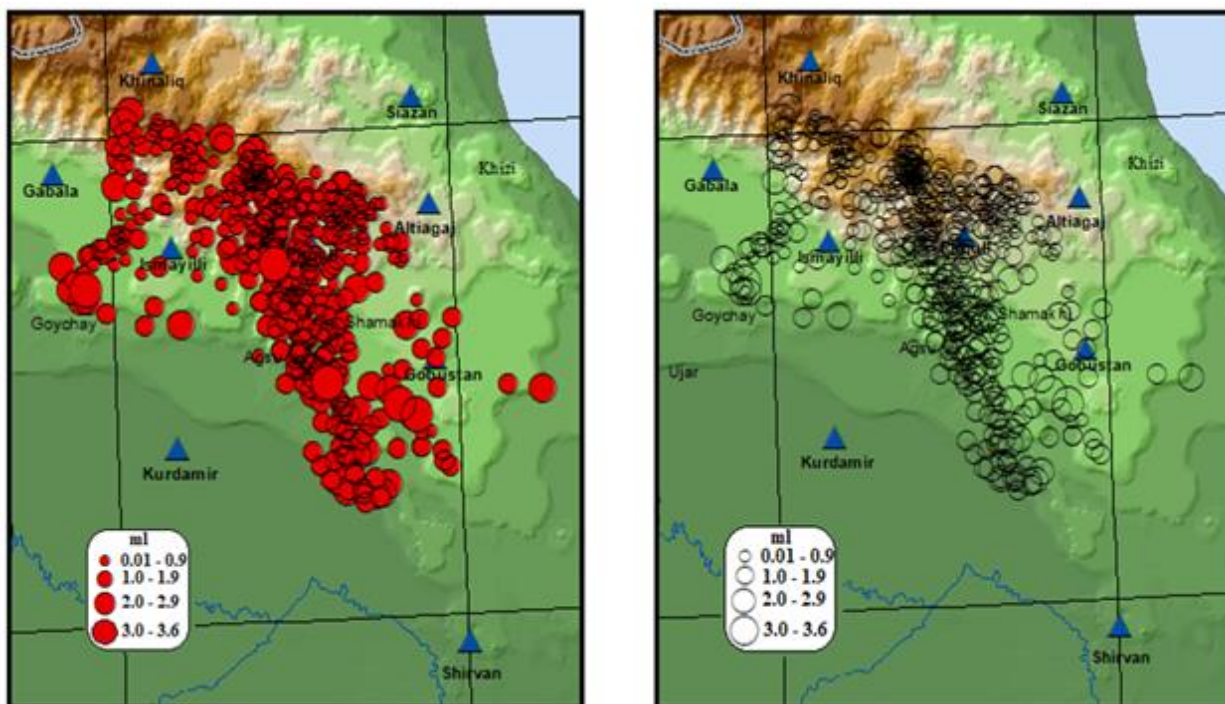 Khinaliq
Siazan
Khizi
Gabala
Altiagaj
Ismayilli
Goychay
Shamakhi
Gobustan
Kurdamir
ml
0.01 - 0.9
1.0 - 1.9
2.0 - 2.9
3.0 - 3.6
Shirvan
Khinaliq
Siazan
Khizi
Gabala
Altiagaj
Ismayilli
Goychay
Shamakhi
Ujar
Gobustan
Kurdamir
ml
0.01 - 0.9
1.0 - 1.9
2.0 - 2.9
3.0 - 3.6
Shirvan